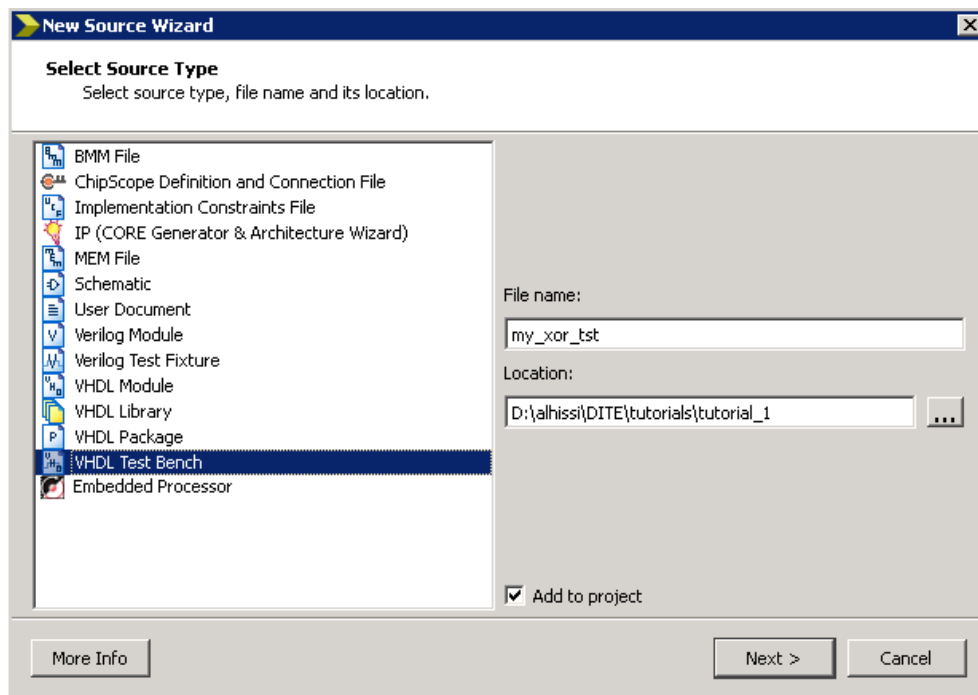 New Source Wizard
Select Source Type
Select source type, file name and its location.
BMM File
ChipScope Definition and Connection File
Implementation Constraints File
IP (CORE Generator & Architecture Wizard)
MEM File
Schematic
User Document
Verilog Module
Verilog Test Fixture
VHDL Module
VHDL Library
VHDL Package
VHDL Test Bench
Embedded Processor
File name:
my_xor_tst
Location:
D:\alhissi\DITE\tutorials\tutorial_1
...
Add to project
More Info
Next >
Cancel